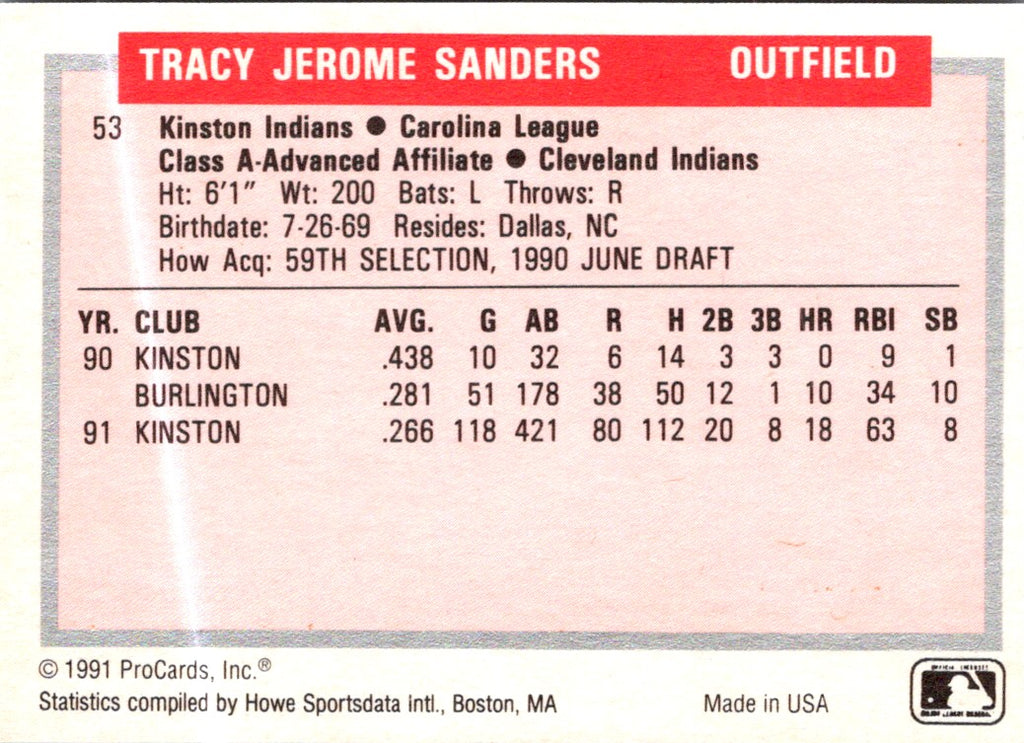 TRACY JEROME SANDERS OUTFIELD
53 Kinston Indians ● Carolina League
Class A-Advanced Affiliate ● Cleveland Indians
Ht: 6'1" Wt: 200 Bats: L Throws: R
Birthdate: 7-26-69 Resides: Dallas, NC
How Acq: 59TH SELECTION, 1990 JUNE DRAFT
YR. CLUB AVG. G AB R H 2B 3B HR RBI SB
90 KINSTON .438 10 32 6 14 3 3 0 9 1
BURLINGTON .281 51 178 38 50 12 1 10 34 10
91 KINSTON .266 118 421 80 112 20 8 18 63 8
© 1991 ProCards, Inc.®
Statistics compiled by Howe Sportsdata Intl., Boston, MA Made in USA